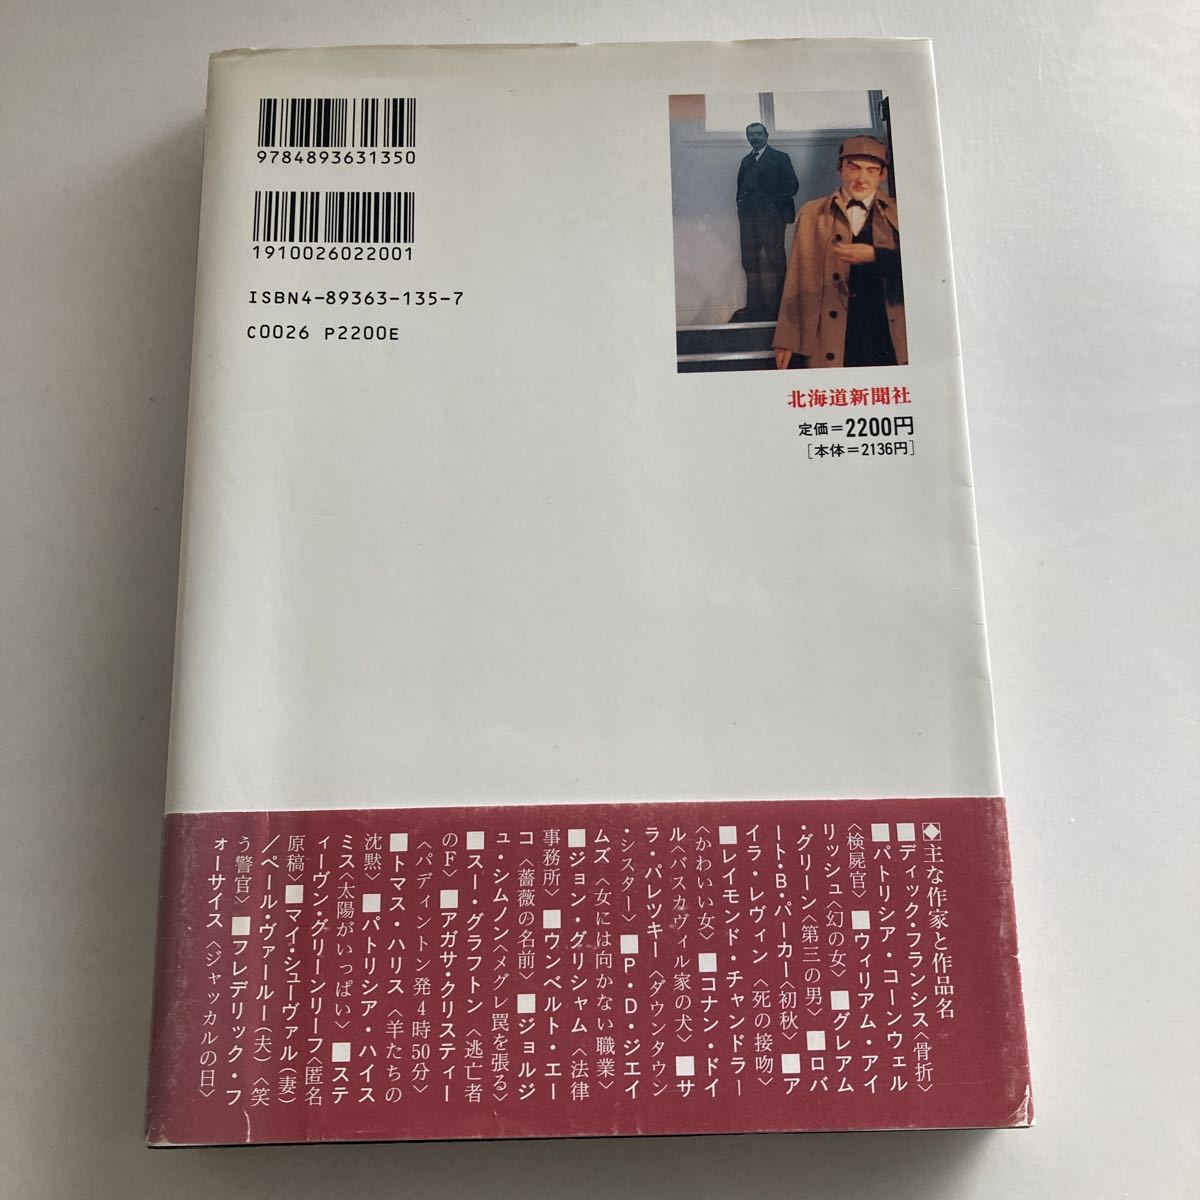 9784893631350
1910026022001
ISBN4-89363-135-7
C0026 P2200E
北海道新聞社
定価=2200円
[本体=2136円]
◆主な作家と作品名
■ディック・フランシス〈骨折〉
■パトリシア・コーンウェル
〈検屍官〉■ウィリアム・アイ
リッシュ〈幻の女〉■グレアム
・グリーン〈第三の男〉■ロバ
ート・B・パーカー〈初秋〉■ア
イラ・レヴィン〈死の接吻〉
■レイモンド・チャンドラー
〈かわいい女〉■コナン・ドイ
ル〈バスカヴィル家の犬〉■サ
ラ・パレツキー〈ダウンタウン
・シスター〉■P・D・ジェイ
ムズ〈女には向かない職業〉
■ジョン・グリシャム〈法律
事務所〉■ウンベルト・エー
コ〈薔薇の名前〉■ジョルジ
ュ・シムノン〈メグレ罠を張る〉
■スー・グラフトン〈逃亡者
のF〉■アガサ・クリスティー
〈パディントン発4時50分〉
■トマス・ハリス〈羊たちの
沈黙〉■パトリシア・ハイス
ミス〈太陽がいっぱい〉■ステ
ィーヴン・グリーンリーフ〈匿名
原稿〉■マイ・シューヴァル(妻)
/ペール・ヴァールー(夫)〈笑
う警官〉■フレデリック・フ
ォーサイス〈ジャッカルの日〉